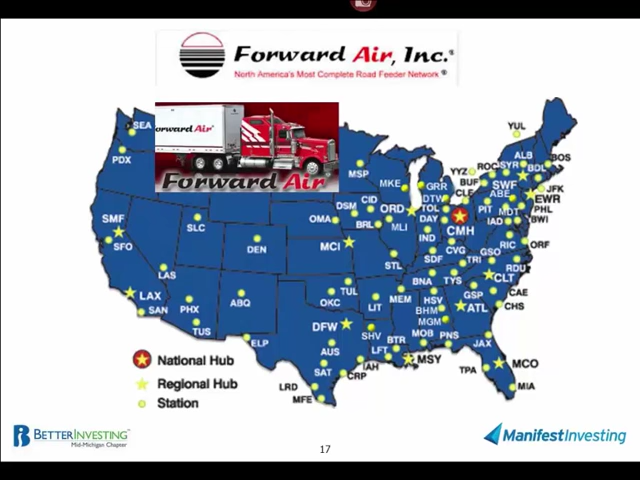 Forward Air, Inc.®
North America's Most Complete Road Feeder Network ®
Forward Air®
Forward Air
SEA
PDX
SMF
SFO
LAX
SAN
LAS
SLC
PHX
TUS
ABQ
DEN
ELP
MSP
MKE
GRR
DTW
TOL
ORD
DSM
CID
OMA
BRL
MLI
MCI
STL
IND
DAY
CMH
CVG
SDF
CLE
BUF
YYZ
ROC
SYR
ALB
YUL
BOS
BDL
JFK
EWR
SWF
ABE
PHL
MDT
BWI
PIT
IAD
RIC
ORF
GSO
RDU
TRI
TYS
CLT
CAE
CHS
GSP
ATL
BNA
HSV
BHM
MGM
MEM
LIT
TUL
OKC
DFW
SHV
AUS
SAT
LRD
MFE
CRP
IAH
LFT
BTR
MSY
MOB
PNS
JAX
TPA
MCO
MIA
National Hub
Regional Hub
Station
BETTERINVESTING™
Mid-Michigan Chapter
17
ManifestInvesting